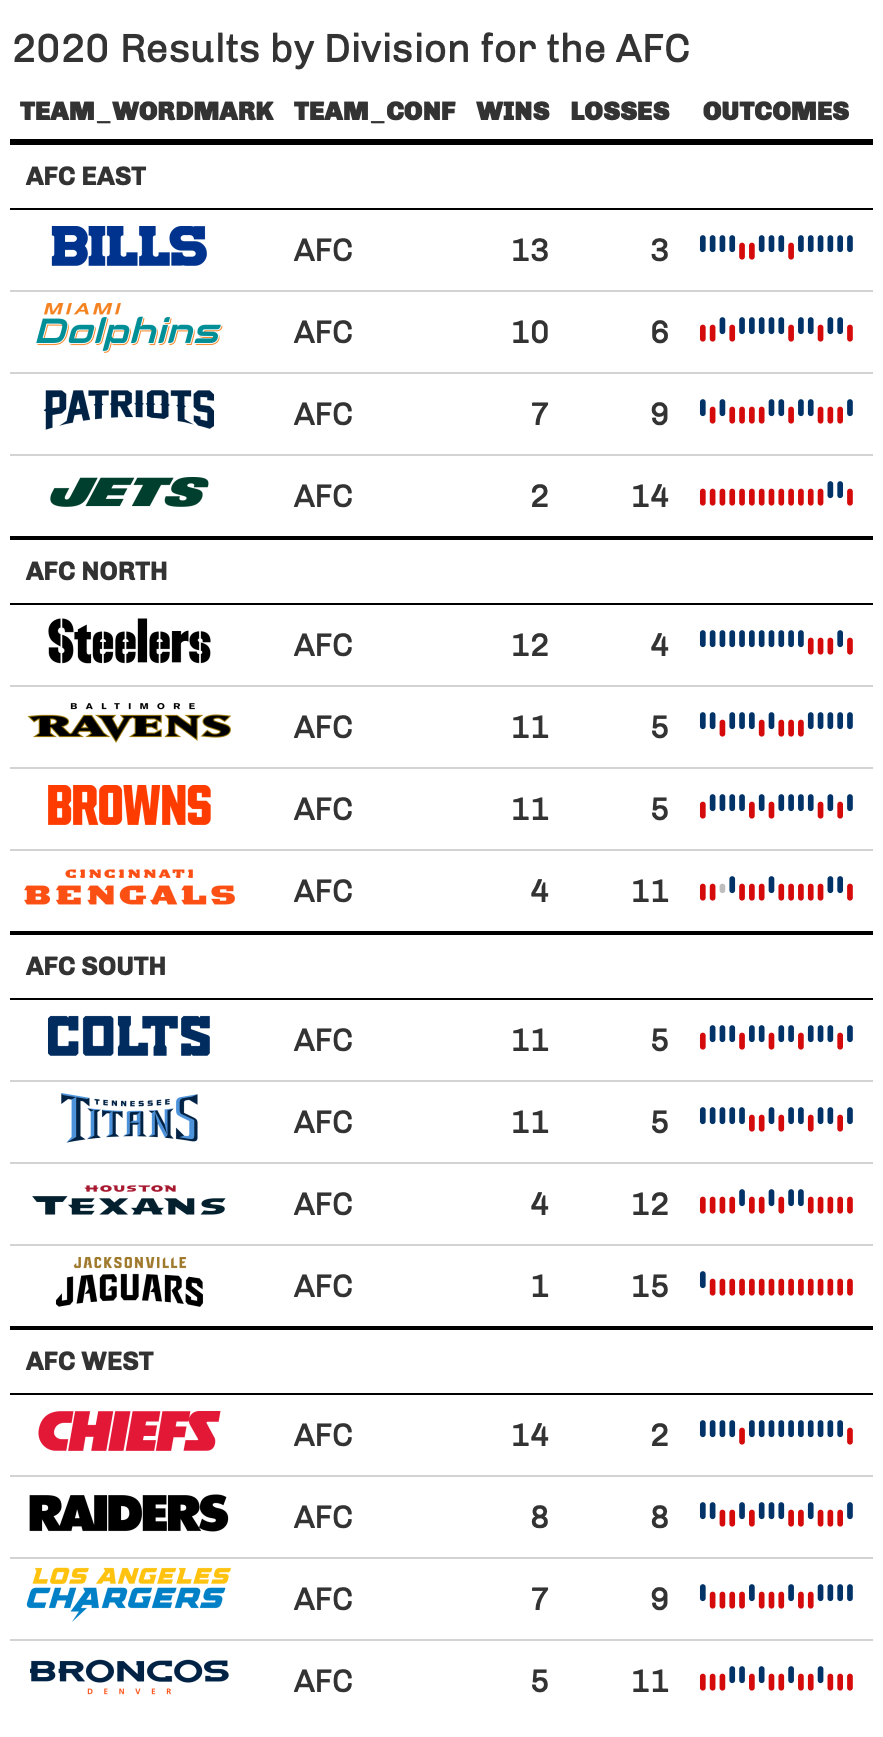 2020 Results by Division for the AFC
TEAM_WORDMARK TEAM_CONF WINS LOSSES OUTCOMES
AFC EAST
BILLS AFC 13 3
MIAMI
Dolphins AFC 10 6
PATRIOTS AFC 7 9
JETS AFC 2 14
AFC NORTH
Steelers AFC 12 4
BALTIMORE
RAVENS AFC 11 5
BROWNS AFC 11 5
CINCINNATI
BENGALS AFC 4 11
AFC SOUTH
COLTS AFC 11 5
TENNESSEE
TITANS AFC 11 5
HOUSTON
TEXANS AFC 4 12
JACKSONVILLE
JAGUARS AFC 1 15
AFC WEST
CHIEFS AFC 14 2
RAIDERS AFC 8 8
LOS ANGELES
CHARGERS AFC 7 9
BRONCOS AFC 5 11
DENVER